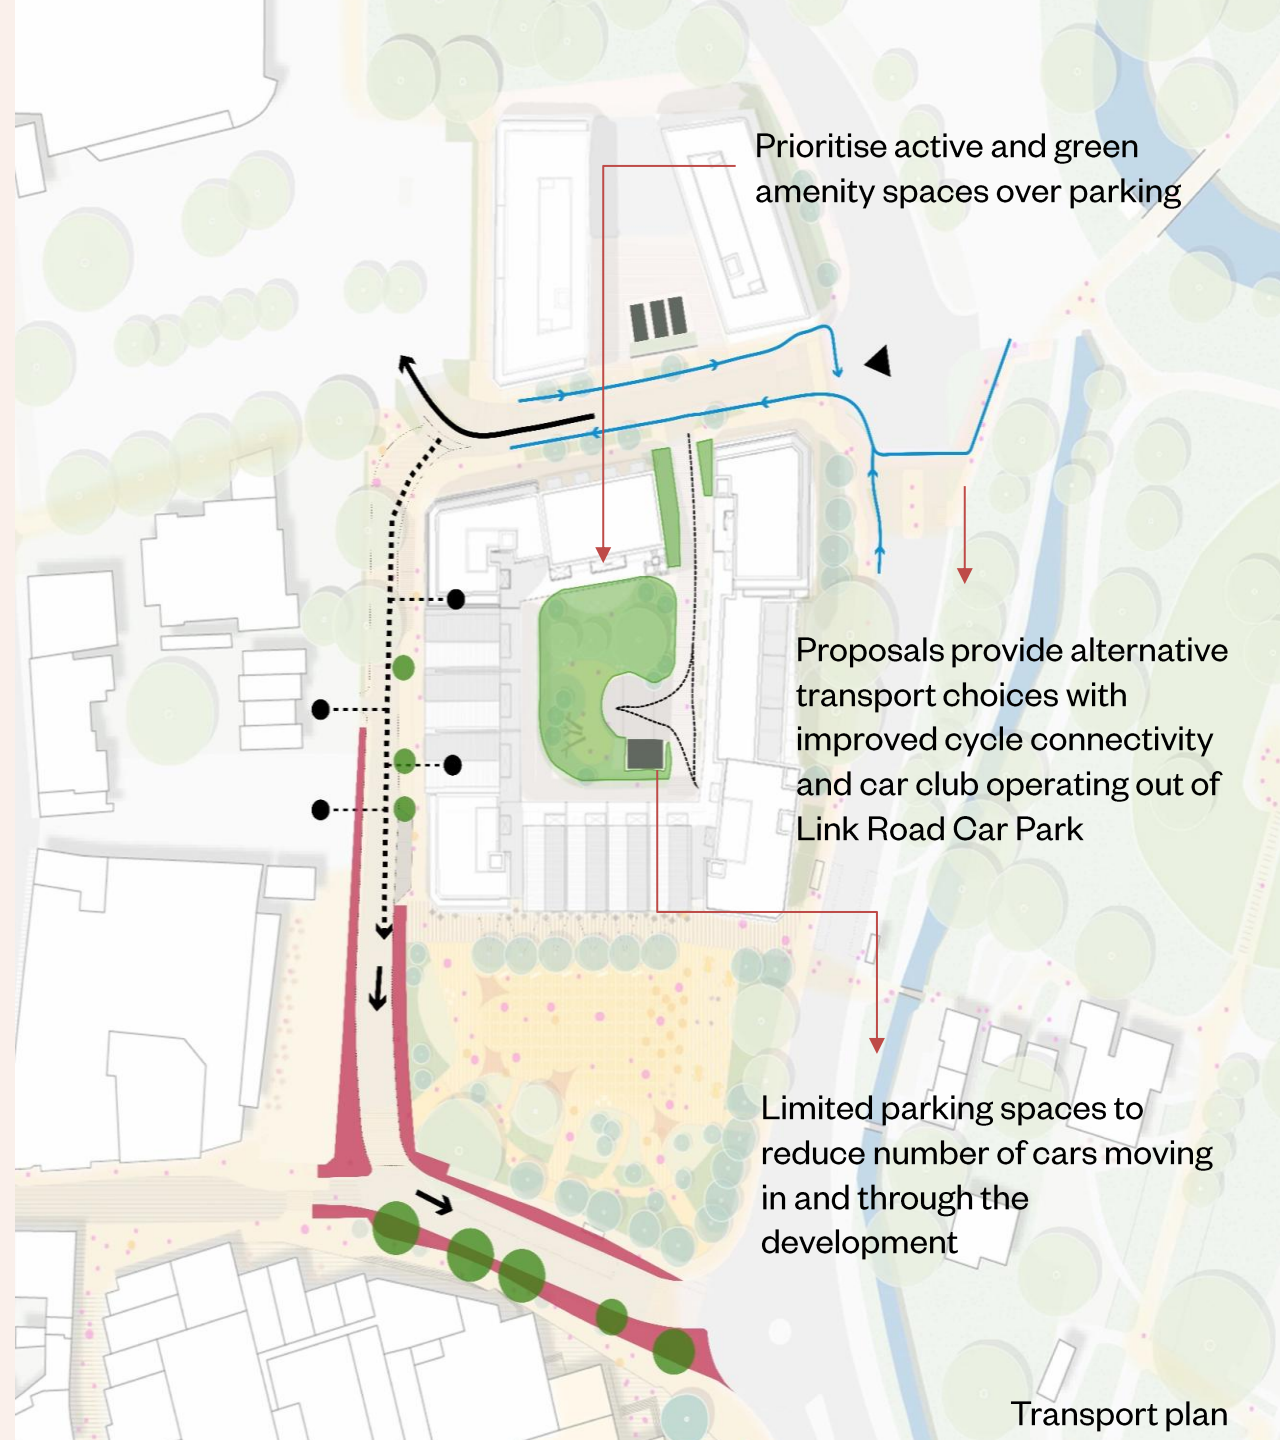 Prioritise active and green
amenity spaces over parking
Proposals provide alternative
transport choices with
improved cycle connectivity
and car club operating out of
Link Road Car Park
Limited parking spaces to
reduce number of cars moving
in and through the
development
Transport plan